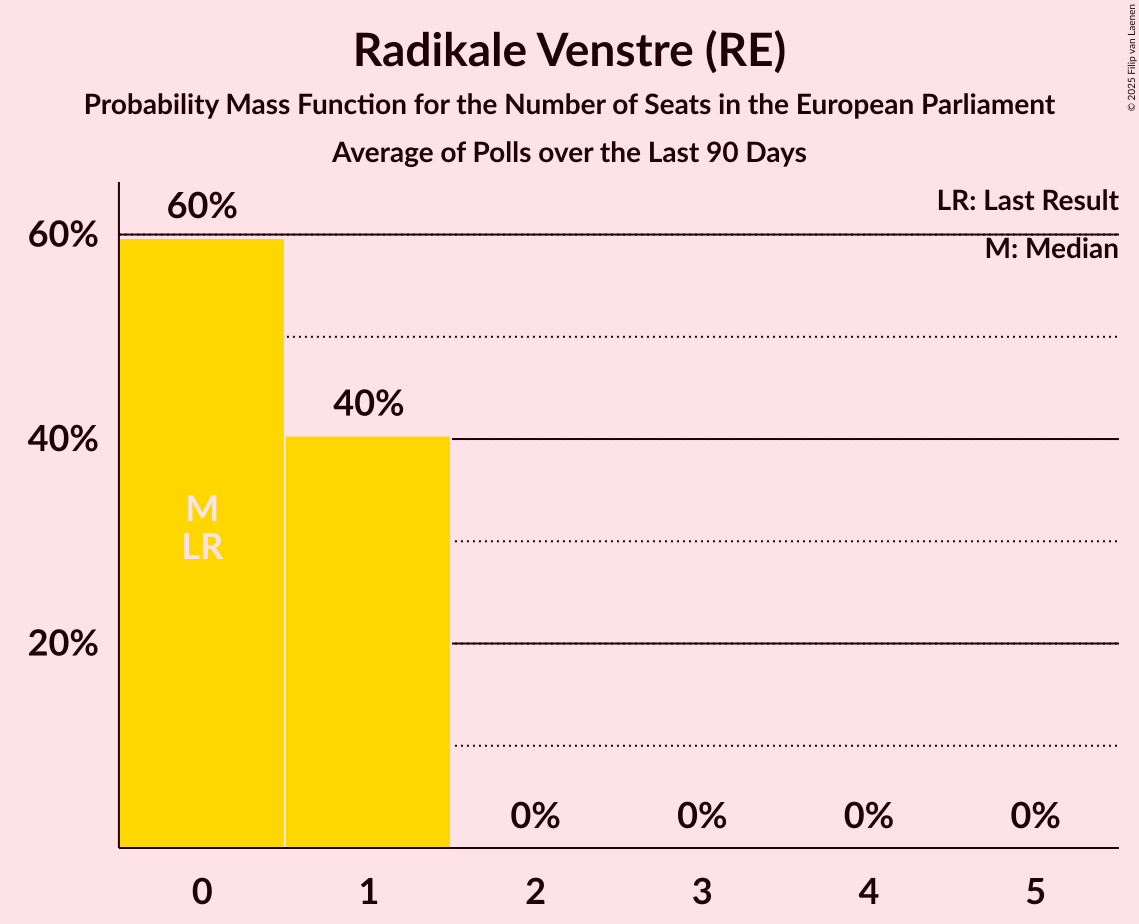 Radikale Venstre (RE)
Probability Mass Function for the Number of Seats in the European Parliament
Average of Polls over the Last 90 Days
© 2025 Filip van Laenen
LR: Last Result
M: Median
60%
40%
20%
60%
40%
0%
0%
0%
0%
M
LR
0
1
2
3
4
5